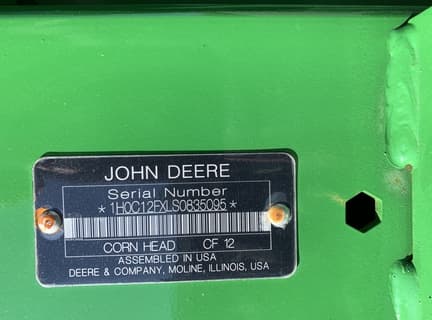 JOHN DEERE
Serial Number
*1H0C12FXLS0835095*
CORN HEAD CF 12
ASSEMBLED IN USA
DEERE & COMPANY, MOLINE, ILLINOIS, USA